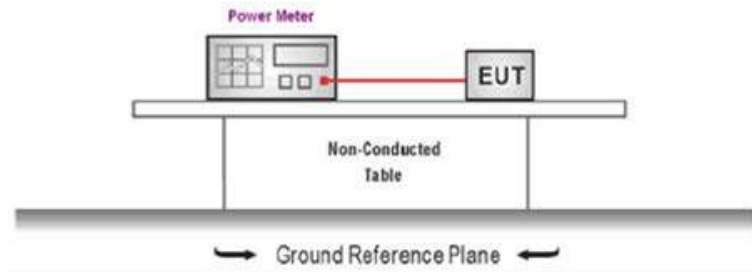 Power Meter
EUT
Non-Conducted
Table
Ground Reference Plane